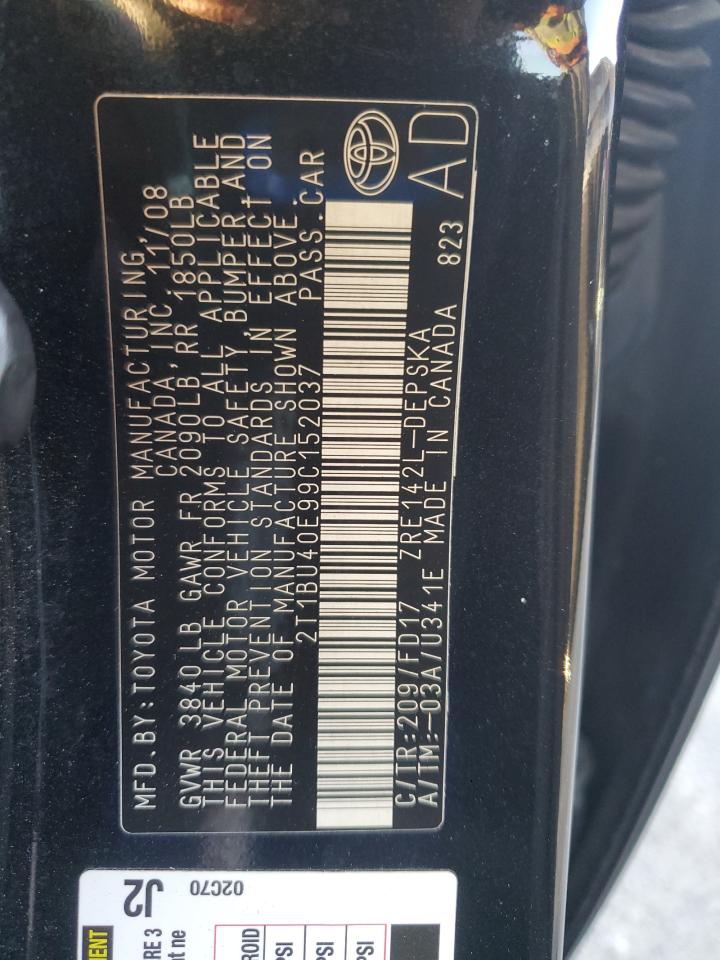 MFD.BY:TOYOTA MOTOR MANUFACTURING,
CANADA, INC. 11/08
GVWR 3840LB GAWR FR 2090LB RR 1850LB
THIS VEHICLE CONFORMS TO ALL APPLICABLE
FEDERAL MOTOR VEHICLE SAFETY, BUMPER, AND
THEFT PREVENTION STANDARDS IN EFFECT ON
THE DATE OF MANUFACTURE SHOWN ABOVE.
2T1BU40E99C152037 PASS.CAR
C/TR:209/FD17 ZRE142L-DEPSKA
A/TM:-03A/U341E MADE IN CANADA 823
AD
J2
02C70